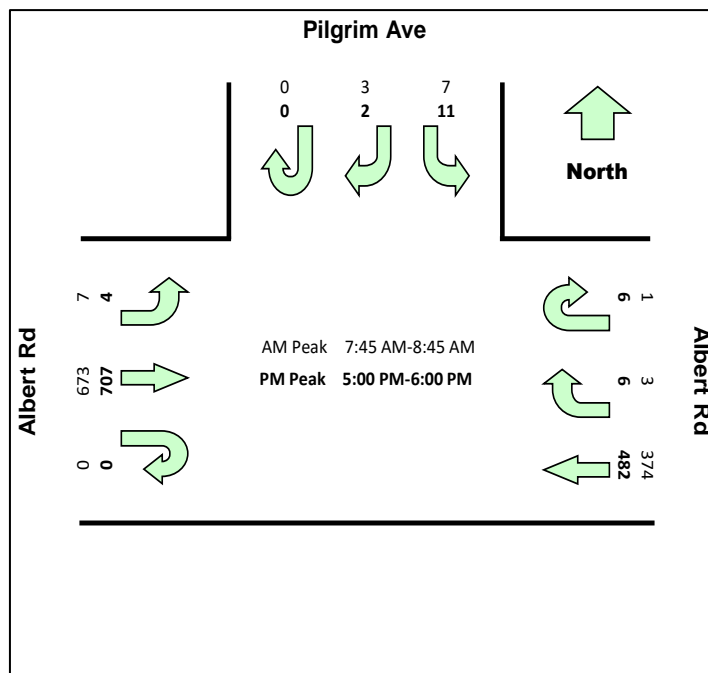 Pilgrim Ave
0 3 7
0 2 11
North
7 4
6 1
AM Peak 7:45 AM-8:45 AM
PM Peak 5:00 PM-6:00 PM
Albert Rd
673 707
6 3
Albert Rd
0 0
482 374